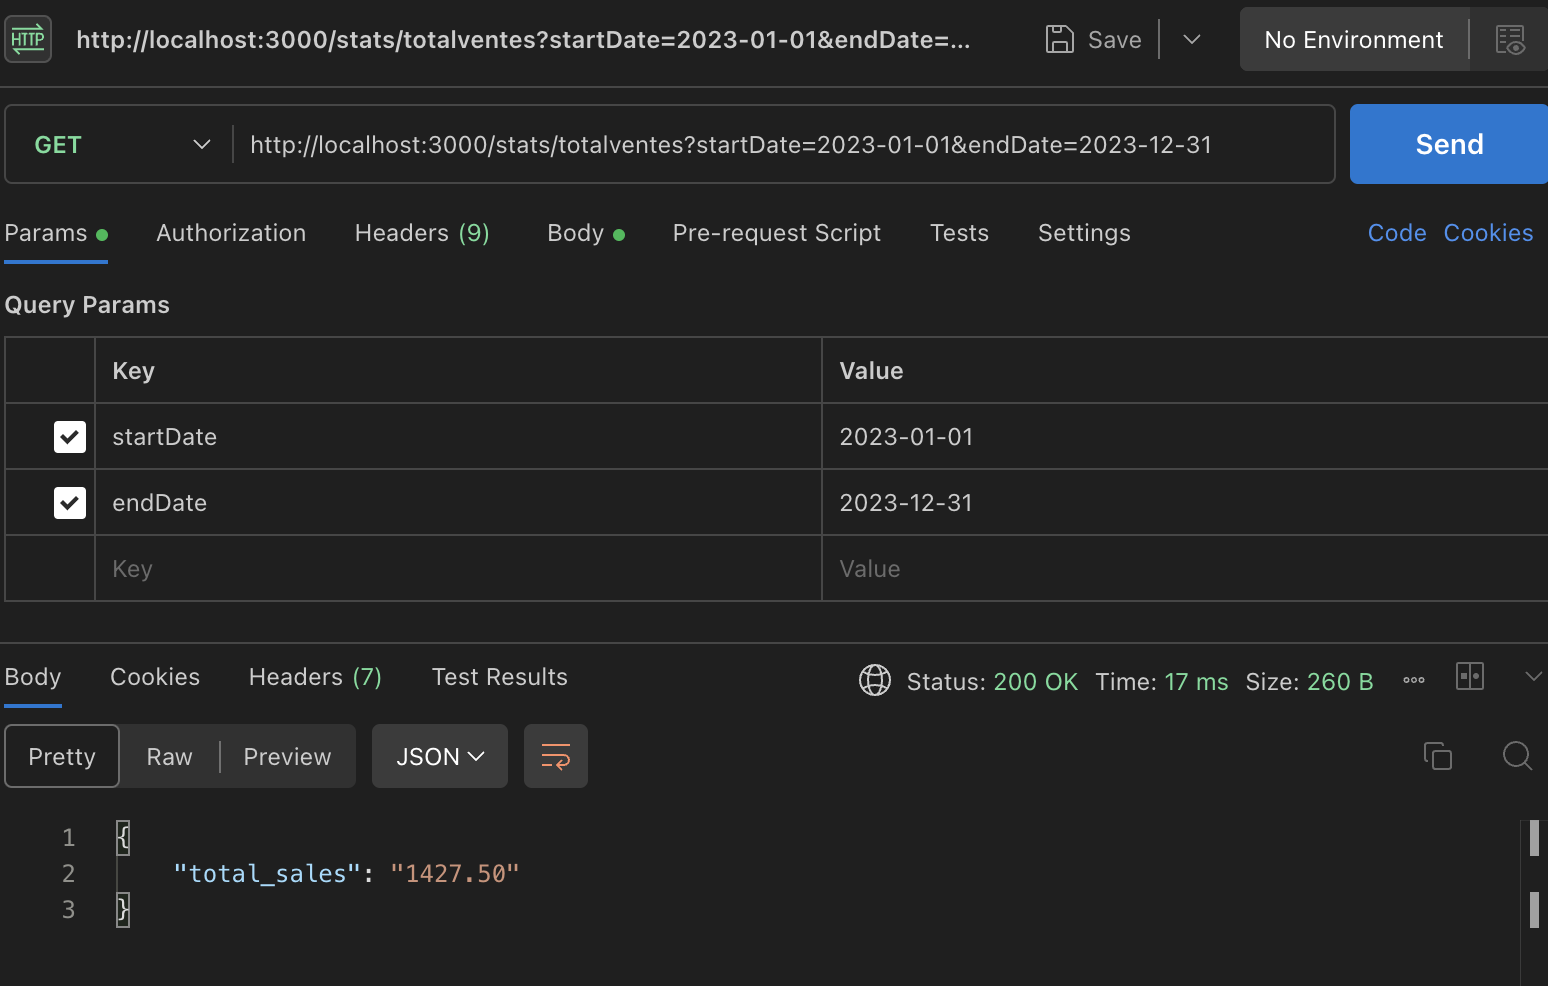 HTTP http://localhost:3000/stats/totalventes?startDate=2023-01-01&endDate=... Save No Environment
GET http://localhost:3000/stats/totalventes?startDate=2023-01-01&endDate=2023-12-31 Send
Params Authorization Headers (9) Body Pre-request Script Tests Settings Code Cookies
Query Params
Key Value
startDate 2023-01-01
endDate 2023-12-31
Key Value
Body Cookies Headers (7) Test Results Status: 200 OK Time: 17 ms Size: 260 B
Pretty Raw Preview JSON
1 {
2 "total_sales": "1427.50"
3 }